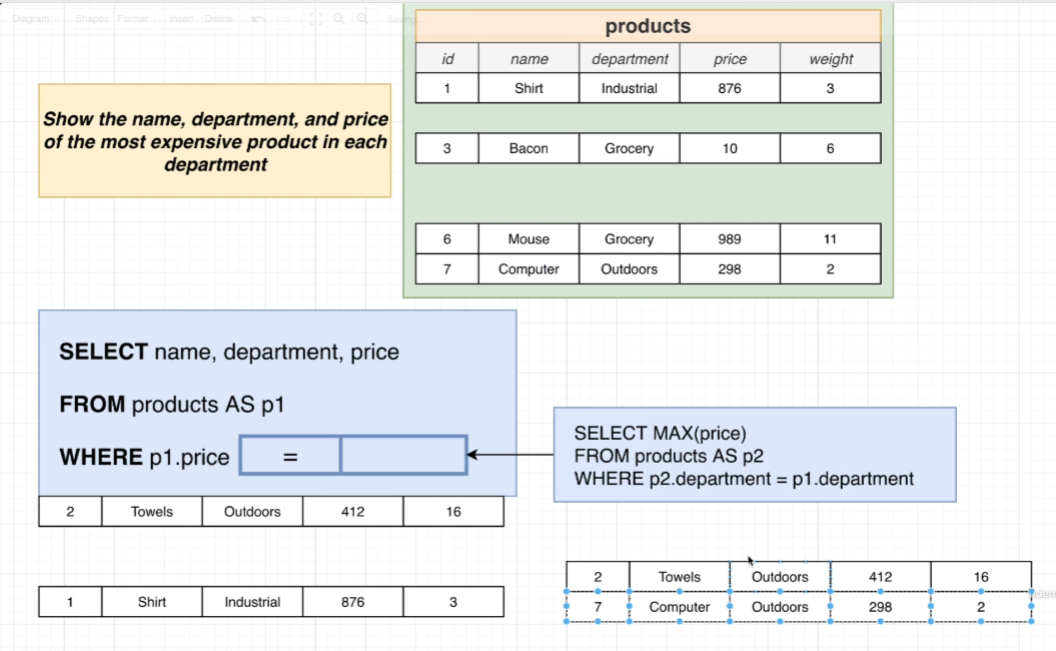 Diagram Shapes Format Insert Delete Saving
products
id name department price weight
1 Shirt Industrial 876 3
3 Bacon Grocery 10 6
6 Mouse Grocery 989 11
7 Computer Outdoors 298 2
Show the name, department, and price
of the most expensive product in each
department
SELECT name, department, price
FROM products AS p1
WHERE p1.price =
SELECT MAX(price)
FROM products AS p2
WHERE p2.department = p1.department
2 Towels Outdoors 412 16
1 Shirt Industrial 876 3
2 Towels Outdoors 412 16
7 Computer Outdoors 298 2